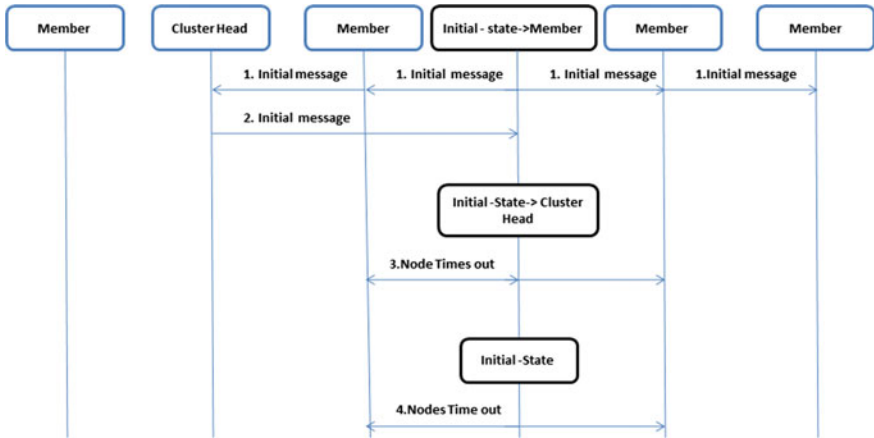 Member
Cluster Head
Member
Initial - state->Member
Member
Member
1. Initial message
1. Initial message
1. Initial message
1.Initial message
2. Initial message
Initial -State-> Cluster
Head
3.Node Times out
Initial -State
4.Nodes Time out